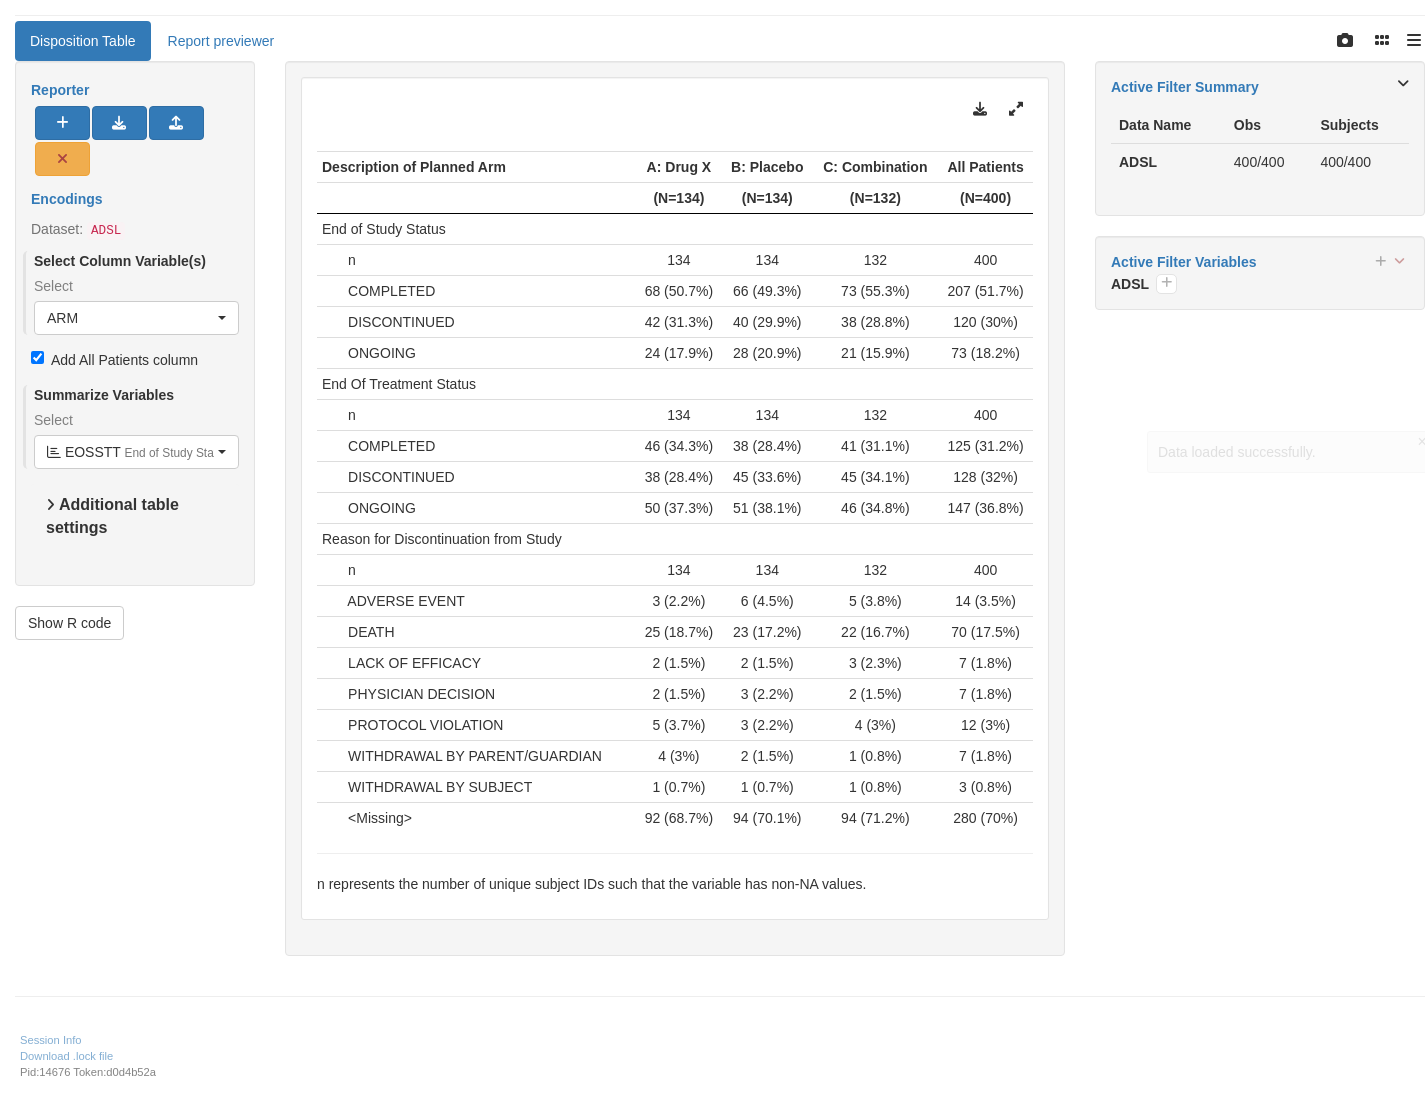 Disposition Table
Report previewer
Reporter
Encodings
Dataset: ADSL
Select Column Variable(s)
Select
ARM
Add All Patients column
Summarize Variables
Select
EOSSTT End of Study Sta
Additional table
settings
Show R code
Description of Planned Arm A: Drug X B: Placebo C: Combination All Patients
(N=134) (N=134) (N=132) (N=400)
End of Study Status
n 134 134 132 400
COMPLETED 68 (50.7%) 66 (49.3%) 73 (55.3%) 207 (51.7%)
DISCONTINUED 42 (31.3%) 40 (29.9%) 38 (28.8%) 120 (30%)
ONGOING 24 (17.9%) 28 (20.9%) 21 (15.9%) 73 (18.2%)
End Of Treatment Status
n 134 134 132 400
COMPLETED 46 (34.3%) 38 (28.4%) 41 (31.1%) 125 (31.2%)
DISCONTINUED 38 (28.4%) 45 (33.6%) 45 (34.1%) 128 (32%)
ONGOING 50 (37.3%) 51 (38.1%) 46 (34.8%) 147 (36.8%)
Reason for Discontinuation from Study
n 134 134 132 400
ADVERSE EVENT 3 (2.2%) 6 (4.5%) 5 (3.8%) 14 (3.5%)
DEATH 25 (18.7%) 23 (17.2%) 22 (16.7%) 70 (17.5%)
LACK OF EFFICACY 2 (1.5%) 2 (1.5%) 3 (2.3%) 7 (1.8%)
PHYSICIAN DECISION 2 (1.5%) 3 (2.2%) 2 (1.5%) 7 (1.8%)
PROTOCOL VIOLATION 5 (3.7%) 3 (2.2%) 4 (3%) 12 (3%)
WITHDRAWAL BY PARENT/GUARDIAN 4 (3%) 2 (1.5%) 1 (0.8%) 7 (1.8%)
WITHDRAWAL BY SUBJECT 1 (0.7%) 1 (0.7%) 1 (0.8%) 3 (0.8%)
<Missing> 92 (68.7%) 94 (70.1%) 94 (71.2%) 280 (70%)
n represents the number of unique subject IDs such that the variable has non-NA values.
Active Filter Summary
Data Name Obs Subjects
ADSL 400/400 400/400
Active Filter Variables
ADSL
Data loaded successfully.
Session Info
Download .lock file
Pid:14676 Token:d0d4b52a